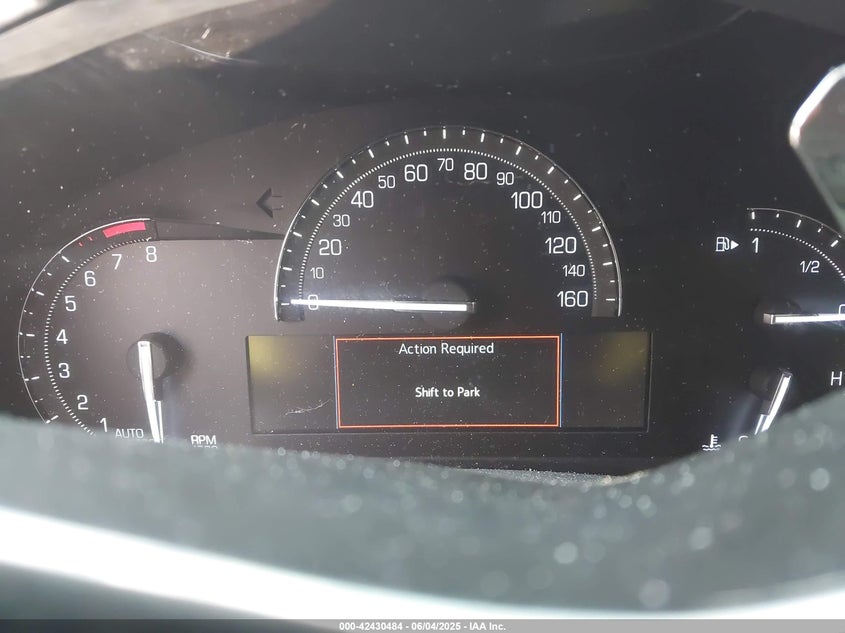 0 10 20 30 40 50 60 70 80 90 100 110 120 140 160
1 2 3 4 5 6 7 8
AUTO
RPM
1 1/2
H
Action Required
Shift to Park
000-42430484 - 06/04/2025 - IAA Inc.